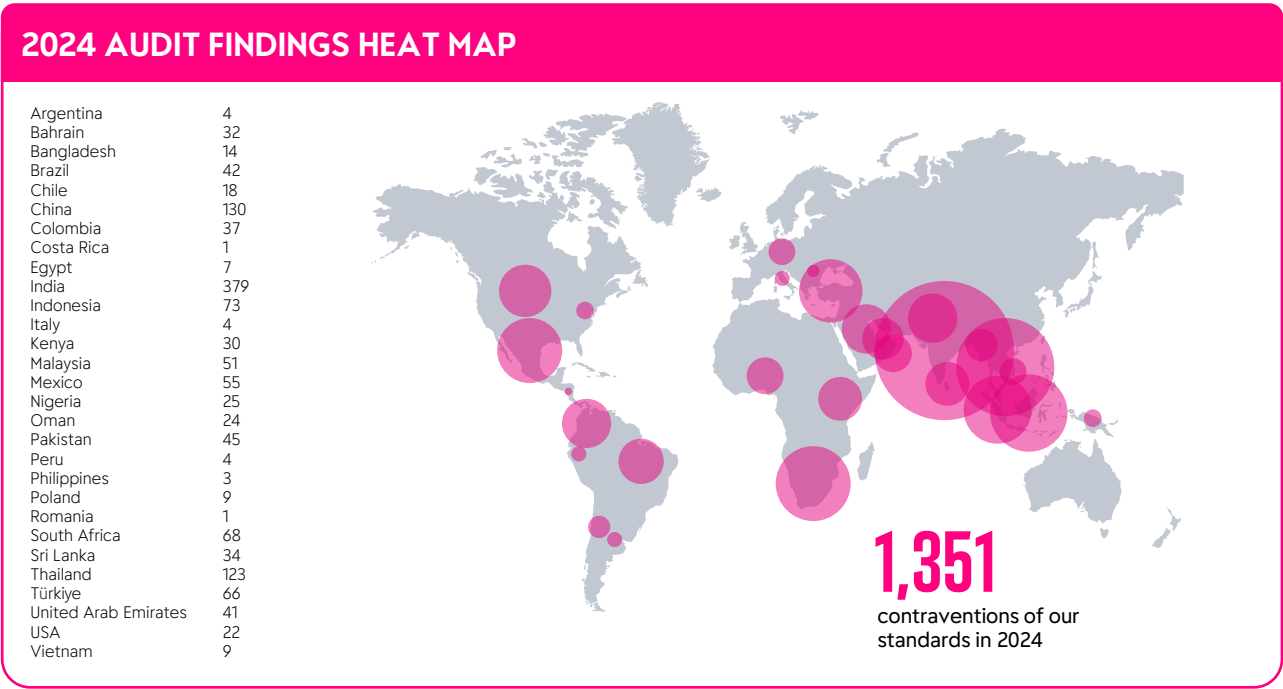 2024 AUDIT FINDINGS HEAT MAP
Argentina 4
Bahrain 32
Bangladesh 14
Brazil 42
Chile 18
China 130
Colombia 37
Costa Rica 1
Egypt 7
India 379
Indonesia 73
Italy 4
Kenya 30
Malaysia 51
Mexico 55
Nigeria 25
Oman 24
Pakistan 45
Peru 4
Philippines 3
Poland 9
Romania 1
South Africa 68
Sri Lanka 34
Thailand 123
Türkiye 66
United Arab Emirates 41
USA 22
Vietnam 9
1,351
contraventions of our
standards in 2024